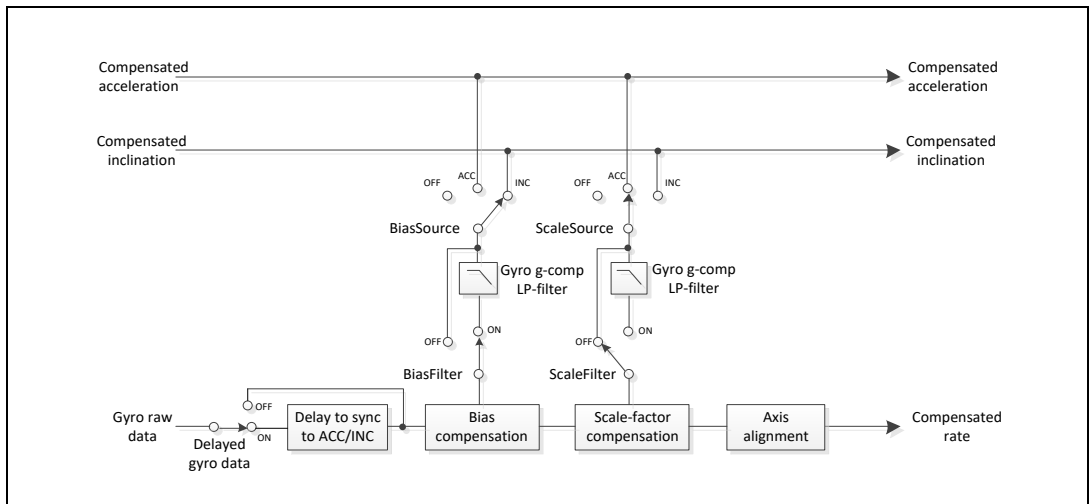 Compensated
acceleration
Compensated
acceleration
Compensated
inclination
Compensated
inclination
OFF
ACC
INC
OFF
ACC
INC
BiasSource
ScaleSource
Gyro g-comp
LP-filter
Gyro g-comp
LP-filter
OFF
ON
OFF
ON
BiasFilter
ScaleFilter
OFF
Gyro raw
data
ON
Delayed
gyro data
Delay to sync
to ACC/INC
Bias
compensation
Scale-factor
compensation
Axis
alignment
Compensated
rate